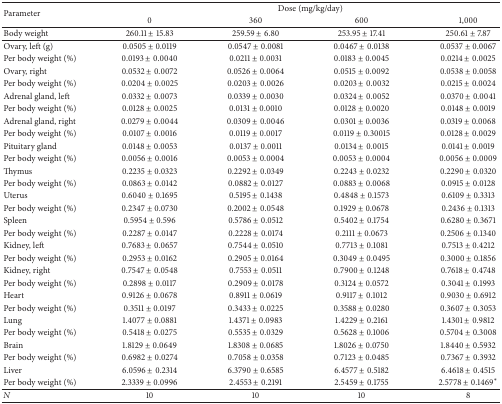 Parameter Dose (mg/kg/day)
0 360 600 1,000
Body weight 260.11 ± 15.83 259.59 ± 6.80 253.95 ± 17.41 250.61 ± 7.87
Ovary, left (g) 0.0505 ± 0.0119 0.0547 ± 0.0081 0.0467 ± 0.0138 0.0537 ± 0.0067
Per body weight (%) 0.0193 ± 0.0040 0.0211 ± 0.0031 0.0183 ± 0.0045 0.0214 ± 0.0025
Ovary, right 0.0532 ± 0.0072 0.0526 ± 0.0064 0.0515 ± 0.0092 0.0538 ± 0.0058
Per body weight (%) 0.0204 ± 0.0025 0.0203 ± 0.0026 0.0203 ± 0.0032 0.0215 ± 0.0024
Adrenal gland, left 0.0332 ± 0.0073 0.0339 ± 0.0030 0.0324 ± 0.0052 0.0370 ± 0.0041
Per body weight (%) 0.0128 ± 0.0025 0.0131 ± 0.0010 0.0128 ± 0.0020 0.0148 ± 0.0019
Adrenal gland, right 0.0279 ± 0.0044 0.0309 ± 0.0046 0.0301 ± 0.0036 0.0319 ± 0.0068
Per body weight (%) 0.0107 ± 0.0016 0.0119 ± 0.0017 0.0119 ± 0.30015 0.0128 ± 0.0029
Pituitary gland 0.0148 ± 0.0053 0.0137 ± 0.0011 0.0134 ± 0.0015 0.0141 ± 0.0019
Per body weight (%) 0.0056 ± 0.0016 0.0053 ± 0.0004 0.0053 ± 0.0004 0.0056 ± 0.0009
Thymus 0.2235 ± 0.0323 0.2292 ± 0.0349 0.2243 ± 0.0232 0.2290 ± 0.0320
Per body weight (%) 0.0863 ± 0.0142 0.0882 ± 0.0127 0.0883 ± 0.0068 0.0915 ± 0.0128
Uterus 0.6040 ± 0.1695 0.5195 ± 0.1438 0.4848 ± 0.1573 0.6109 ± 0.3313
Per body weight (%) 0.2347 ± 0.0730 0.2002 ± 0.0548 0.1929 ± 0.0678 0.2436 ± 0.1313
Spleen 0.5954 ± 0.596 0.5786 ± 0.0512 0.5402 ± 0.1754 0.6280 ± 0.3671
Per body weight (%) 0.2287 ± 0.0147 0.2228 ± 0.0174 0.2111 ± 0.0673 0.2506 ± 0.1340
Kidney, left 0.7683 ± 0.0657 0.7544 ± 0.0510 0.7713 ± 0.1081 0.7513 ± 0.4212
Per body weight (%) 0.2953 ± 0.0162 0.2905 ± 0.0164 0.3049 ± 0.0495 0.3000 ± 0.1856
Kidney, right 0.7547 ± 0.0548 0.7553 ± 0.0511 0.7900 ± 0.1248 0.7618 ± 0.4748
Per body weight (%) 0.2898 ± 0.0117 0.2909 ± 0.0178 0.3124 ± 0.0572 0.3041 ± 0.1993
Heart 0.9126 ± 0.0678 0.8911 ± 0.0619 0.9117 ± 0.1012 0.9030 ± 0.6912
Per body weight (%) 0.3511 ± 0.0197 0.3433 ± 0.0225 0.3588 ± 0.0280 0.3607 ± 0.3053
Lung 1.4077 ± 0.0881 1.4371 ± 0.0983 1.4229 ± 0.2161 1.4301 ± 0.9812
Per body weight (%) 0.5418 ± 0.0275 0.5535 ± 0.0329 0.5628 ± 0.1006 0.5704 ± 0.3008
Brain 1.8129 ± 0.0649 1.8308 ± 0.0685 1.8026 ± 0.0750 1.8440 ± 0.5932
Per body weight (%) 0.6982 ± 0.0274 0.7058 ± 0.0358 0.7123 ± 0.0485 0.7367 ± 0.3932
Liver 6.0596 ± 0.2314 6.3790 ± 0.6585 6.4577 ± 0.5182 6.4618 ± 0.4515
Per body weight (%) 2.3339 ± 0.0996 2.4553 ± 0.2191 2.5459 ± 0.1755 2.5778 ± 0.1469*
N 10 10 10 8